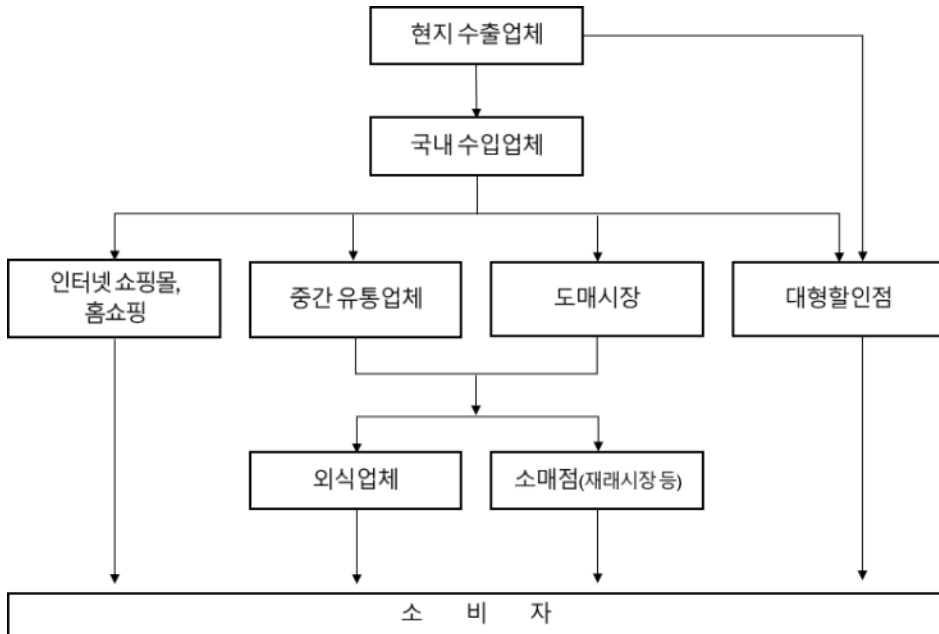 현지 수출업체
국내 수입업체
인터넷 쇼핑몰,
홈쇼핑
중간 유통업체
도매시장
대형할인점
외식업체
소매점(재래시장 등)
소 비 자